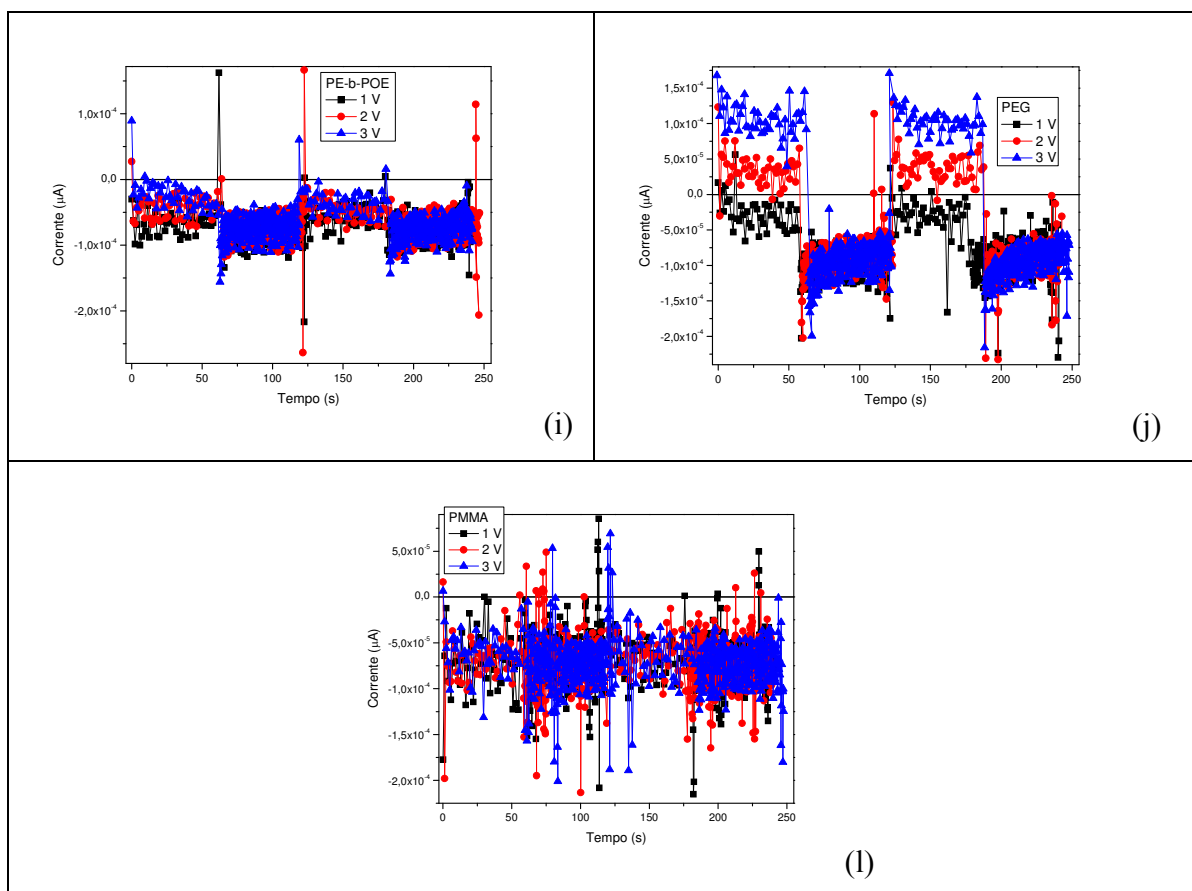 PE-b-POE
1 V
2 V
3 V
1,0x10-4
0,0
-1,0x10-4
-2,0x10-4
Corrente (µA)
0 50 100 150 200 250
Tempo (s)
(i)
PEG
1 V
2 V
3 V
1,5x10-4
1,0x10-4
5,0x10-5
0,0
-5,0x10-5
-1,0x10-4
-1,5x10-4
-2,0x10-4
Corrente (µA)
0 50 100 150 200 250
Tempo (s)
(j)
PMMA
1 V
2 V
3 V
5,0x10-5
0,0
-5,0x10-5
-1,0x10-4
-1,5x10-4
-2,0x10-4
Corrente (µA)
0 50 100 150 200 250
Tempo (s)
(l)